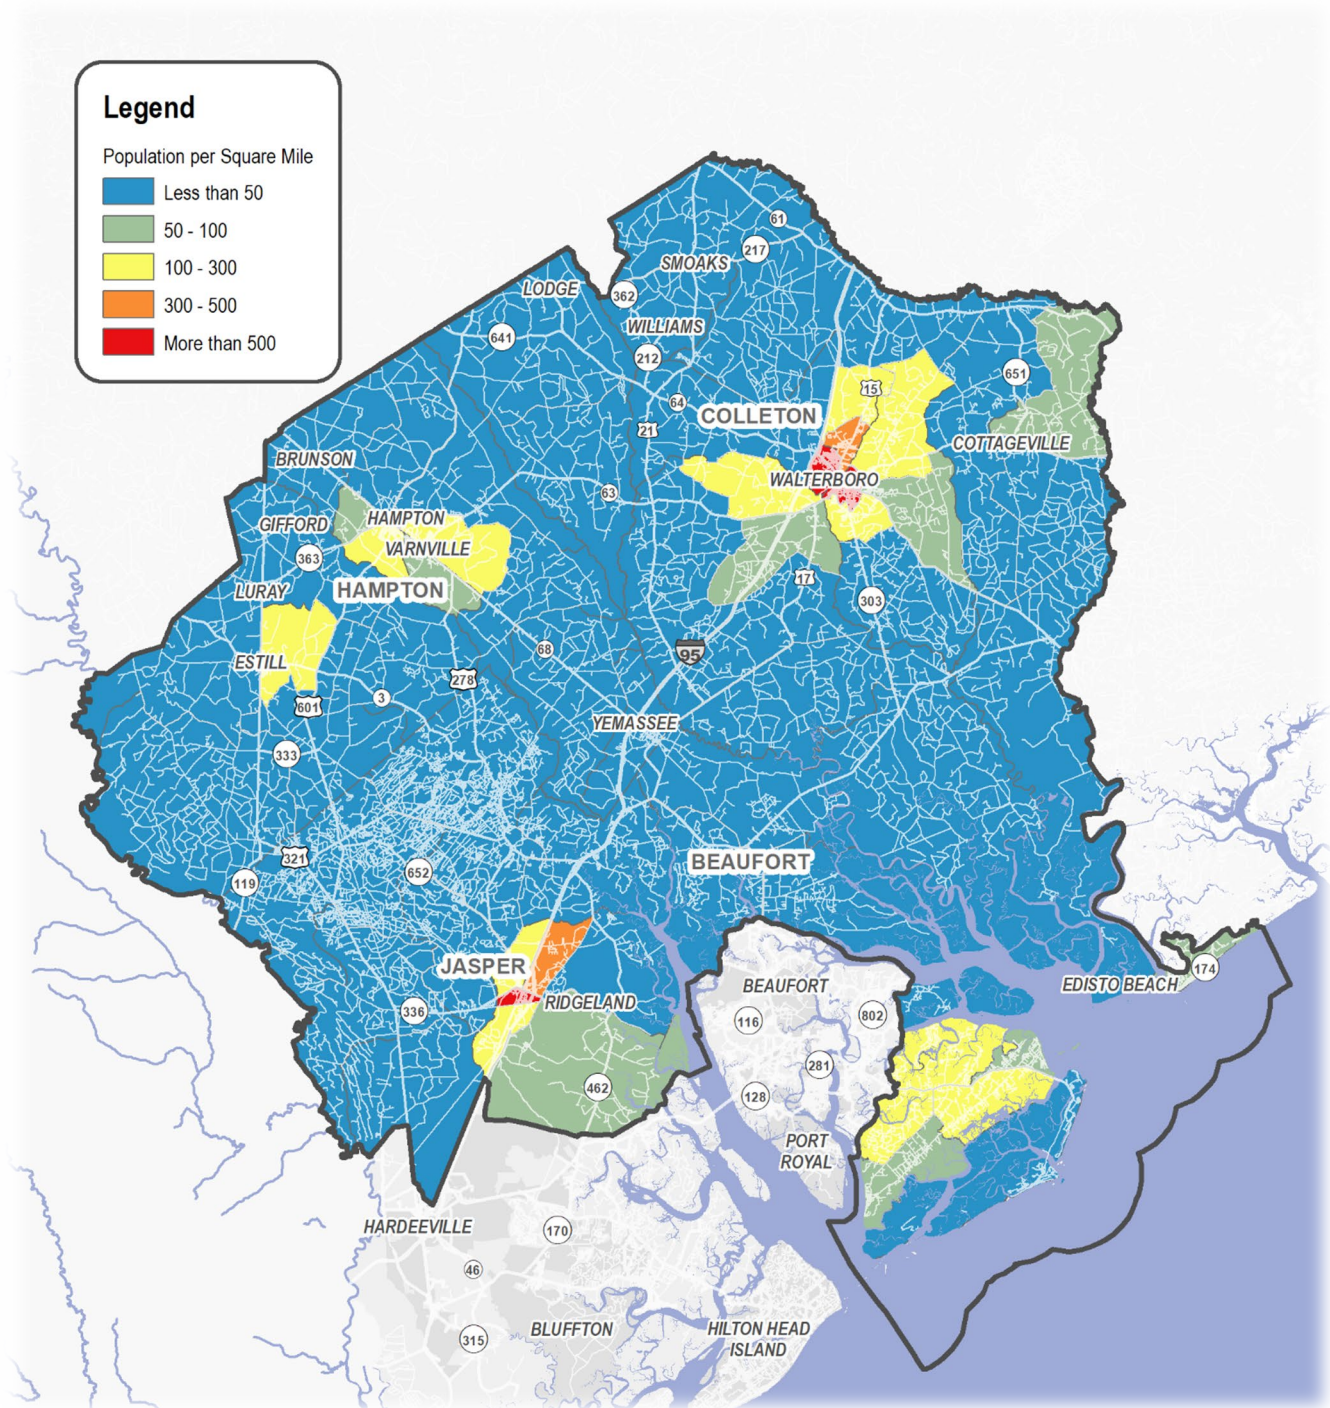 Legend
Population per Square Mile
Less than 50
50 - 100
100 - 300
300 - 500
More than 500
61
217
SMOAKS
LODGE
362
WILLIAMS
641
212
651
15
64
COLLETON
21
COTTAGEVILLE
BRUNSON
WALTERBORO
63
HAMPTON
GIFFORD
VARNVILLE
363
17
LURAY
HAMPTON
303
68
95
ESTILL
278
3
601
YEMASSEE
333
321
BEAUFORT
652
119
JASPER
174
BEAUFORT
EDISTO BEACH
RIDGELAND
336
116
802
281
462
128
PORT
ROYAL
HARDEEVILLE
170
46
BLUFFTON
HILTON HEAD
ISLAND
315